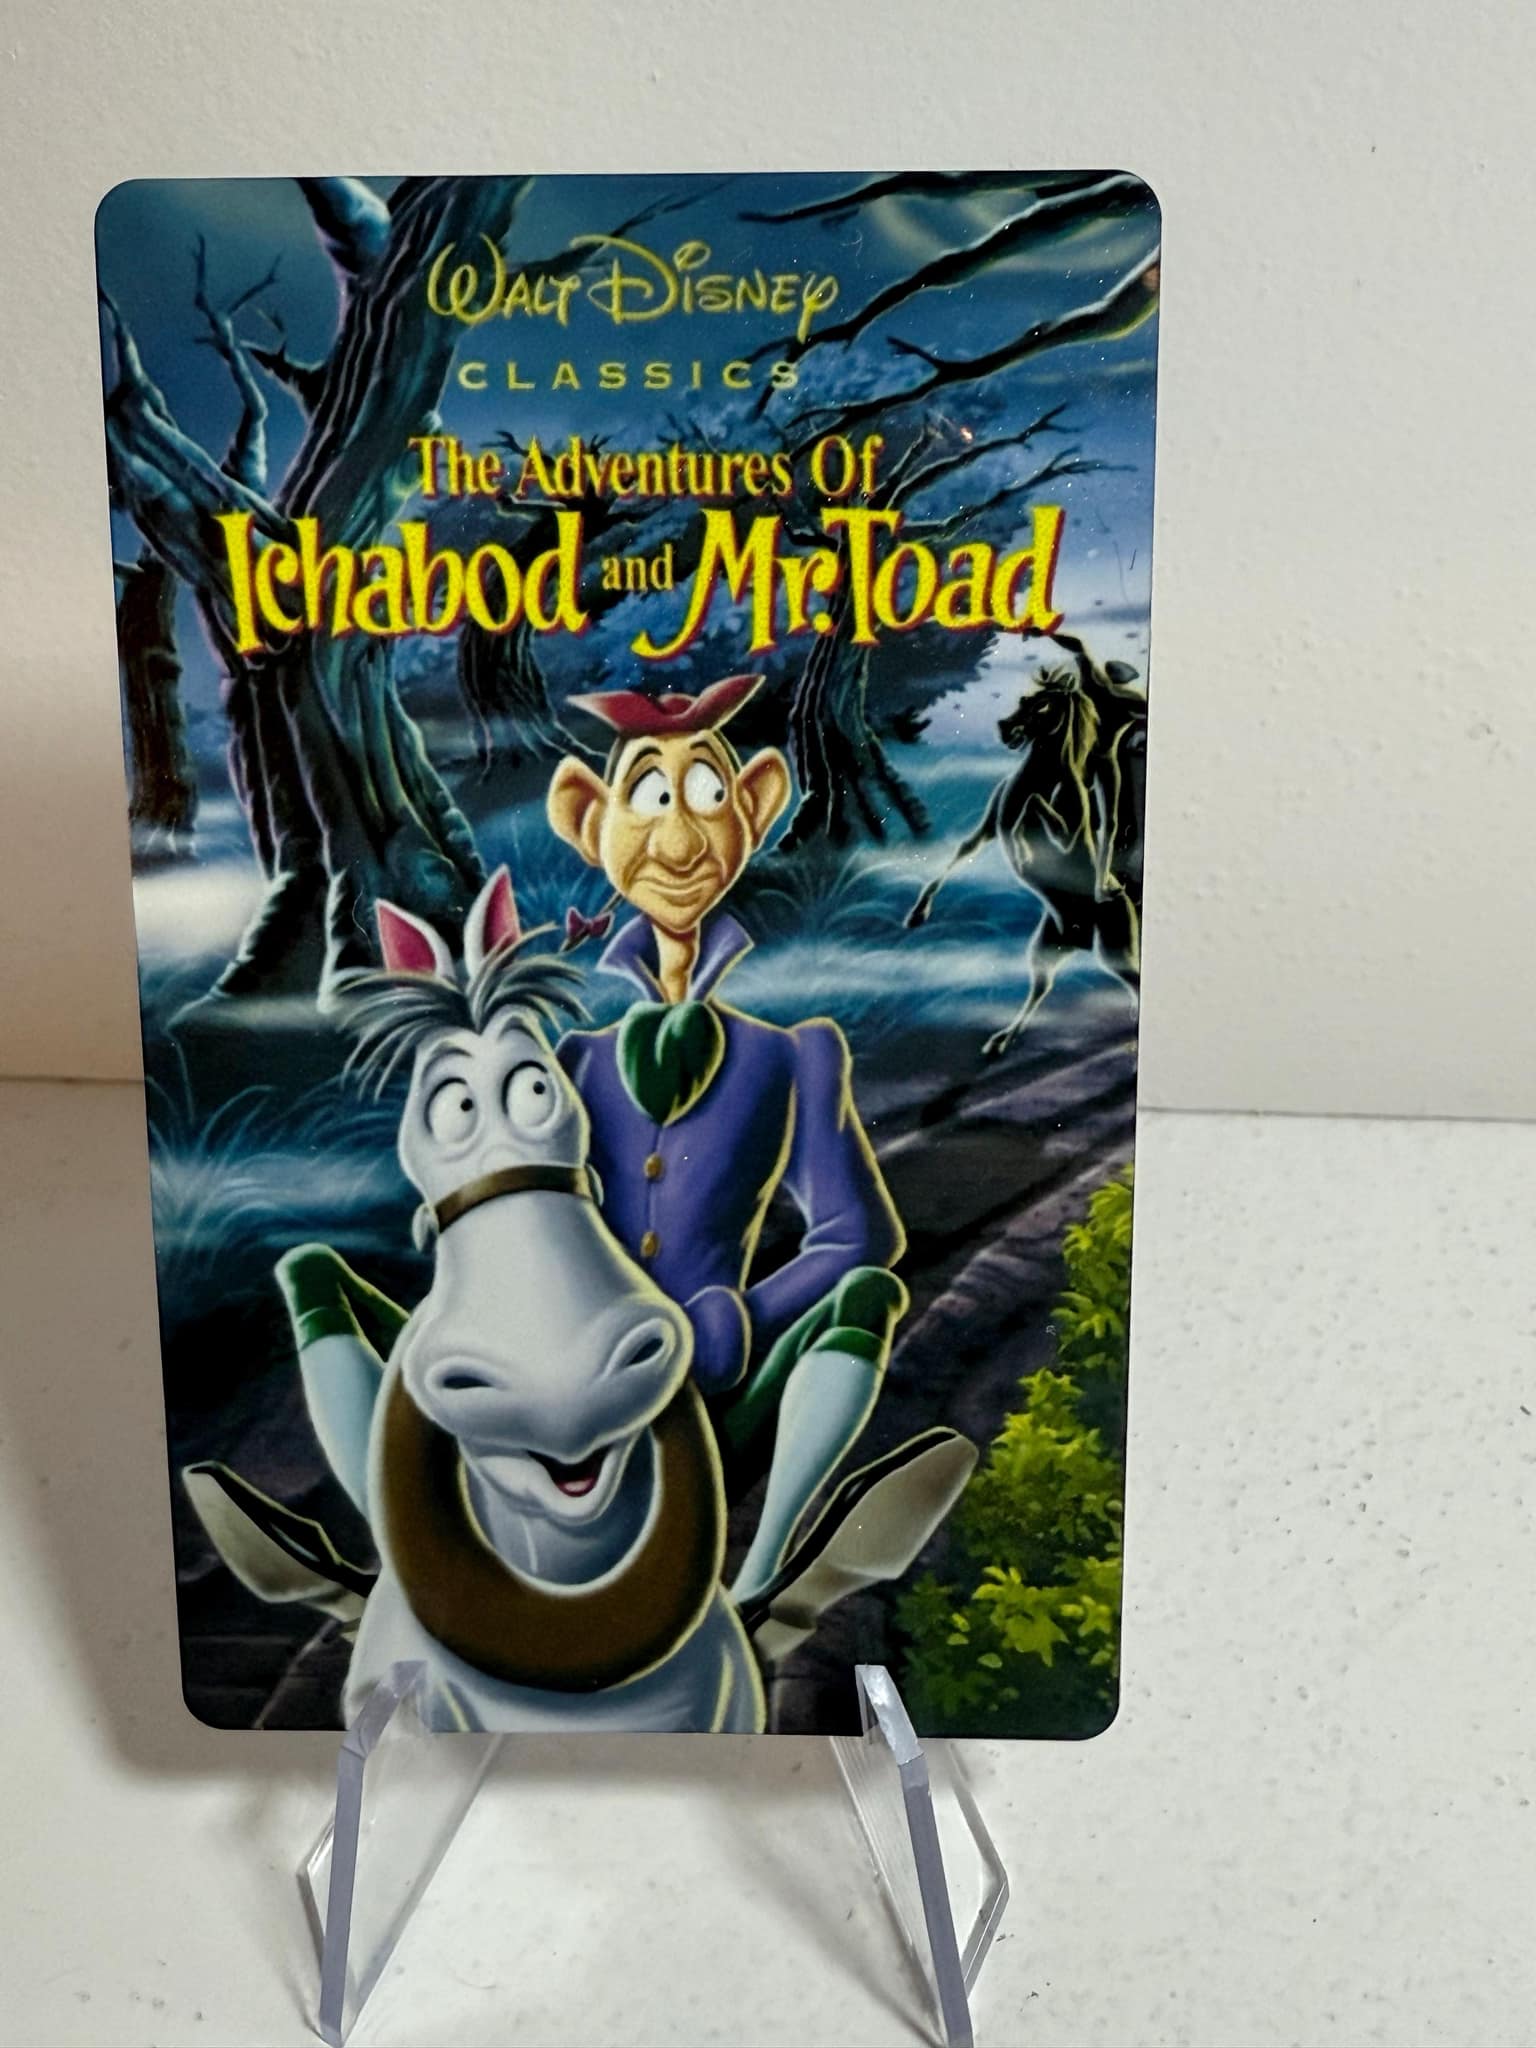 Walt Disney
CLASSICS
The Adventures Of
Ichabod and Mr. Toad